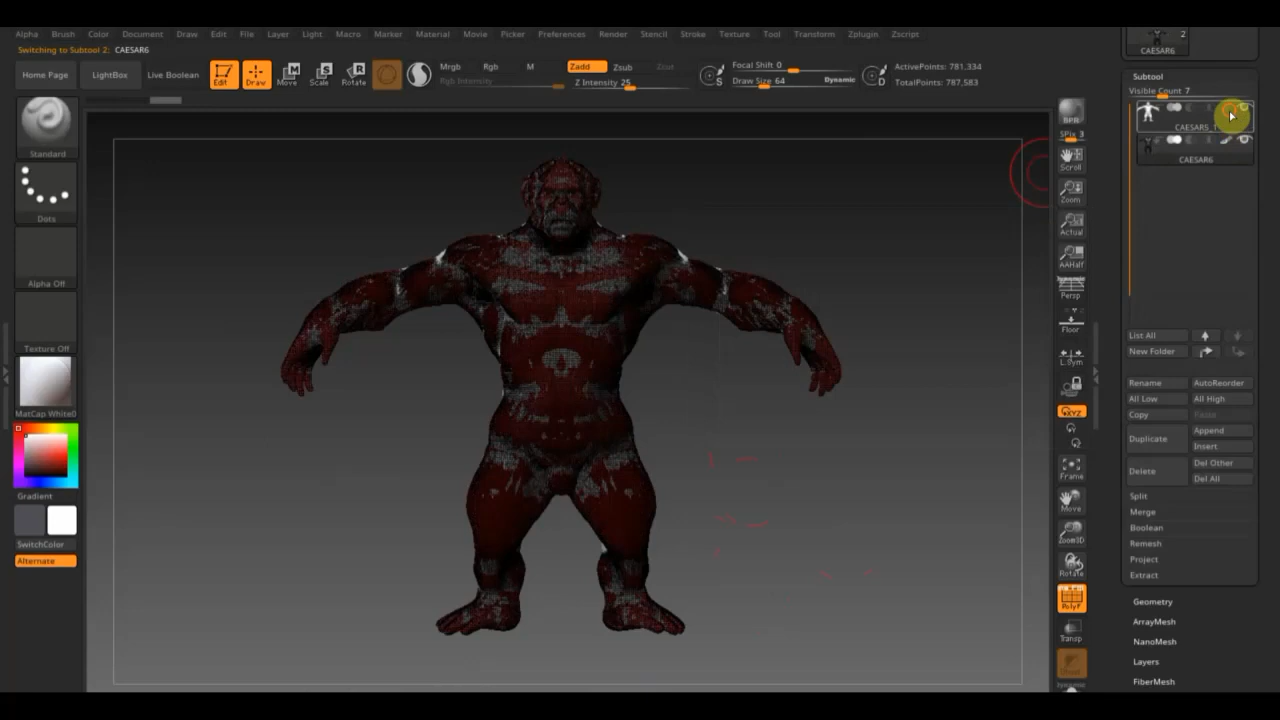 Alpha Brush Color Document Draw Edit File Layer Light Macro Marker Material Movie Picker Preferences Render Stencil Stroke Texture Tool Transform Zplugin Zscript
Switching to Subtool 2: CAESAR6
Home Page
LightBox
Live Boolean
Edit
Draw
Move
Scale
Rotate
Mrgb Rgb M
Rgb Intensity
Zadd Zsub Zcut
Z Intensity 25
S
Focal Shift 0
Draw Size 64
Dynamic
D
ActivePoints: 781,334
TotalPoints: 787,583
Standard
Dots
Alpha Off
Texture Off
MatCap White0
Gradient
SwitchColor
Alternate
BPR
SPix 3
Scroll
Zoom
Actual
AAHalf
Persp
Floor
L.Sym
XYZ
Frame
Move
Zoom3D
Rotate
PolyF
Transp
2
CAESAR6
Subtool
Visible Count 7
CAESAR5_1
CAESAR6
List All
New Folder
Rename AutoReorder
All Low All High
Copy Paste
Duplicate Append
Insert
Delete Del Other
Del All
Split
Merge
Boolean
Remesh
Project
Extract
Geometry
ArrayMesh
NanoMesh
Layers
FiberMesh